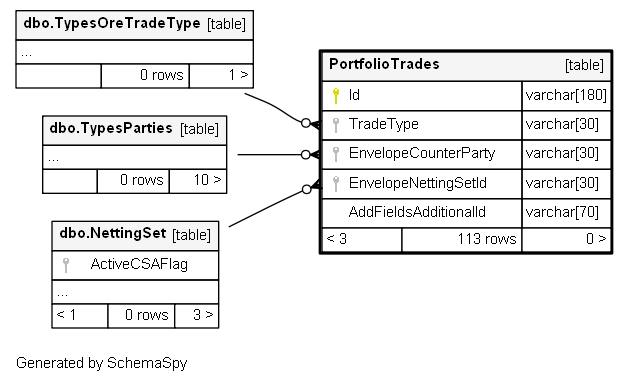 dbo.TypesOreTradeType [table]
...
0 rows 1 >
dbo.TypesParties [table]
...
0 rows 10 >
dbo.NettingSet [table]
ActiveCSAFlag
...
< 1 0 rows 3 >
PortfolioTrades [table]
Id varchar[180]
TradeType varchar[30]
EnvelopeCounterParty varchar[30]
EnvelopeNettingSetId varchar[30]
AddFieldsAdditionalId varchar[70]
< 3 113 rows 0 >
Generated by SchemaSpy